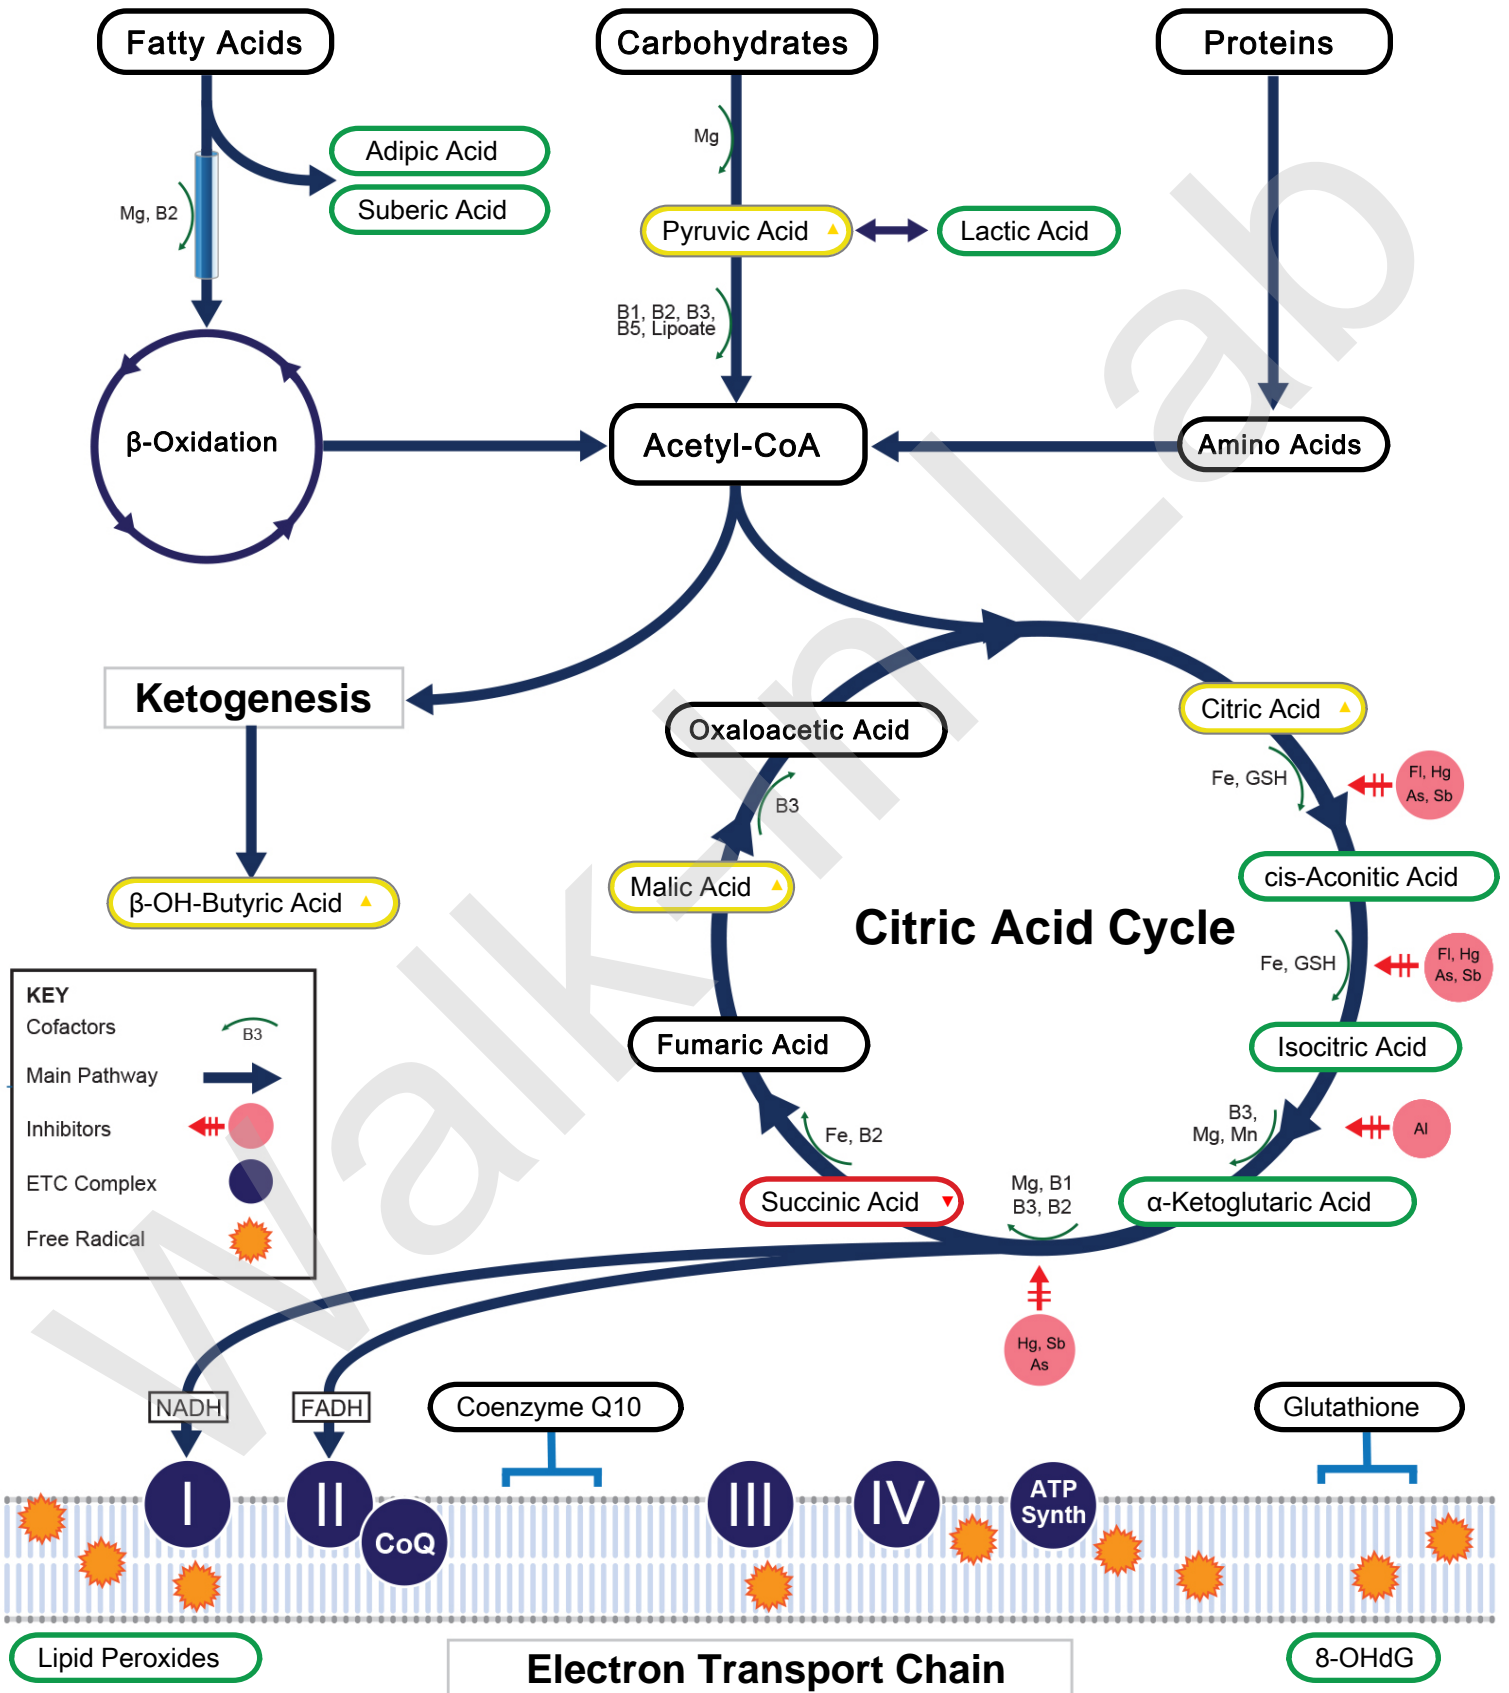 Fatty Acids
Carbohydrates
Proteins
Adipic Acid
Suberic Acid
Mg, B2
Mg
Pyruvic Acid
Lactic Acid
B1, B2, B3,
B5, Lipoate
β-Oxidation
Acetyl-CoA
Amino Acids
Ketogenesis
β-OH-Butyric Acid
Oxaloacetic Acid
Citric Acid
Fe, GSH
Fl, Hg
As, Sb
B3
Malic Acid
cis-Aconitic Acid
Citric Acid Cycle
Fe, GSH
Fl, Hg
As, Sb
Fumaric Acid
Isocitric Acid
B3,
Mg, Mn
Al
Fe, B2
Succinic Acid
Mg, B1
B3, B2
α-Ketoglutaric Acid
Hg, Sb
As
KEY
Cofactors
B3
Main Pathway
Inhibitors
ETC Complex
Free Radical
NADH
FADH
Coenzyme Q10
Glutathione
I
II
CoQ
III
IV
ATP
Synth
Lipid Peroxides
Electron Transport Chain
8-OHdG
Walk-In Lab